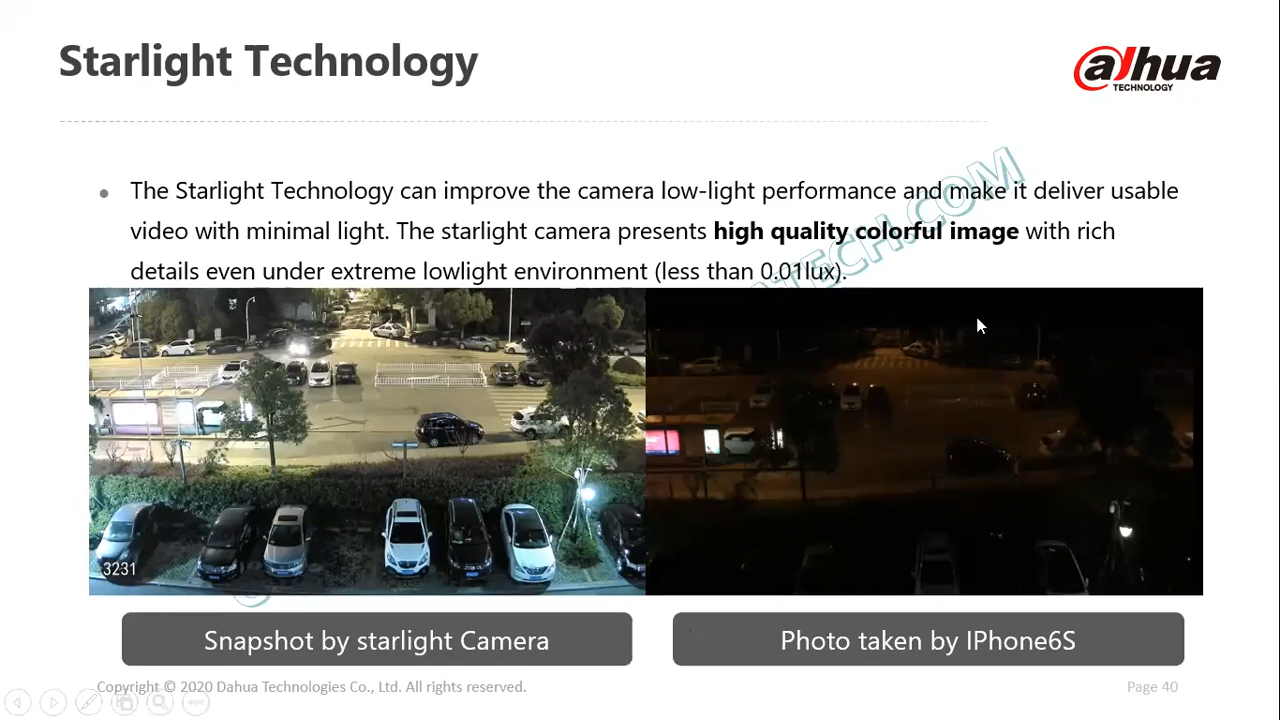 Starlight Technology
alhua
TECHNOLOGY
The Starlight Technology can improve the camera low-light performance and make it deliver usable
video with minimal light. The starlight camera presents high quality colorful image with rich
details even under extreme lowlight environment (less than 0.01lux).
TECH.COM
3231
Snapshot by starlight Camera
Photo taken by IPhone6S
Copyright © 2020 Dahua Technologies Co., Ltd. All rights reserved.
Page 40